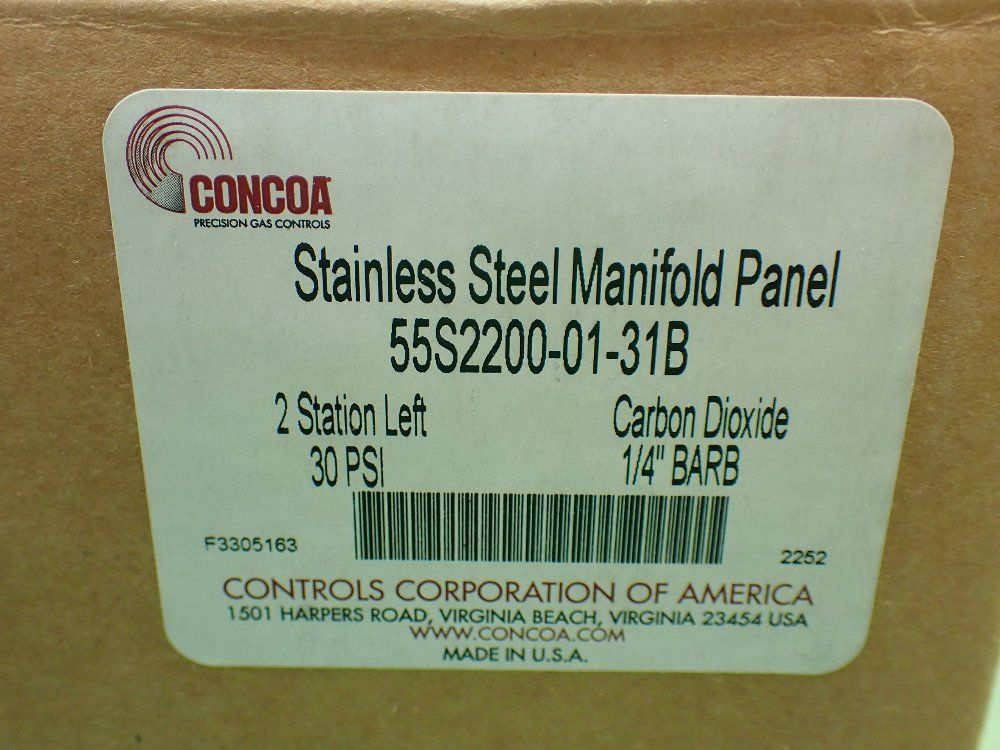 CONCOA
PRECISION GAS CONTROLS
Stainless Steel Manifold Panel
55S2200-01-31B
2 Station Left Carbon Dioxide
30 PSI 1/4" BARB
F3305163 2252
CONTROLS CORPORATION OF AMERICA
1501 HARPERS ROAD, VIRGINIA BEACH, VIRGINIA 23454 USA
WWW.CONCOA.COM
MADE IN U.S.A.